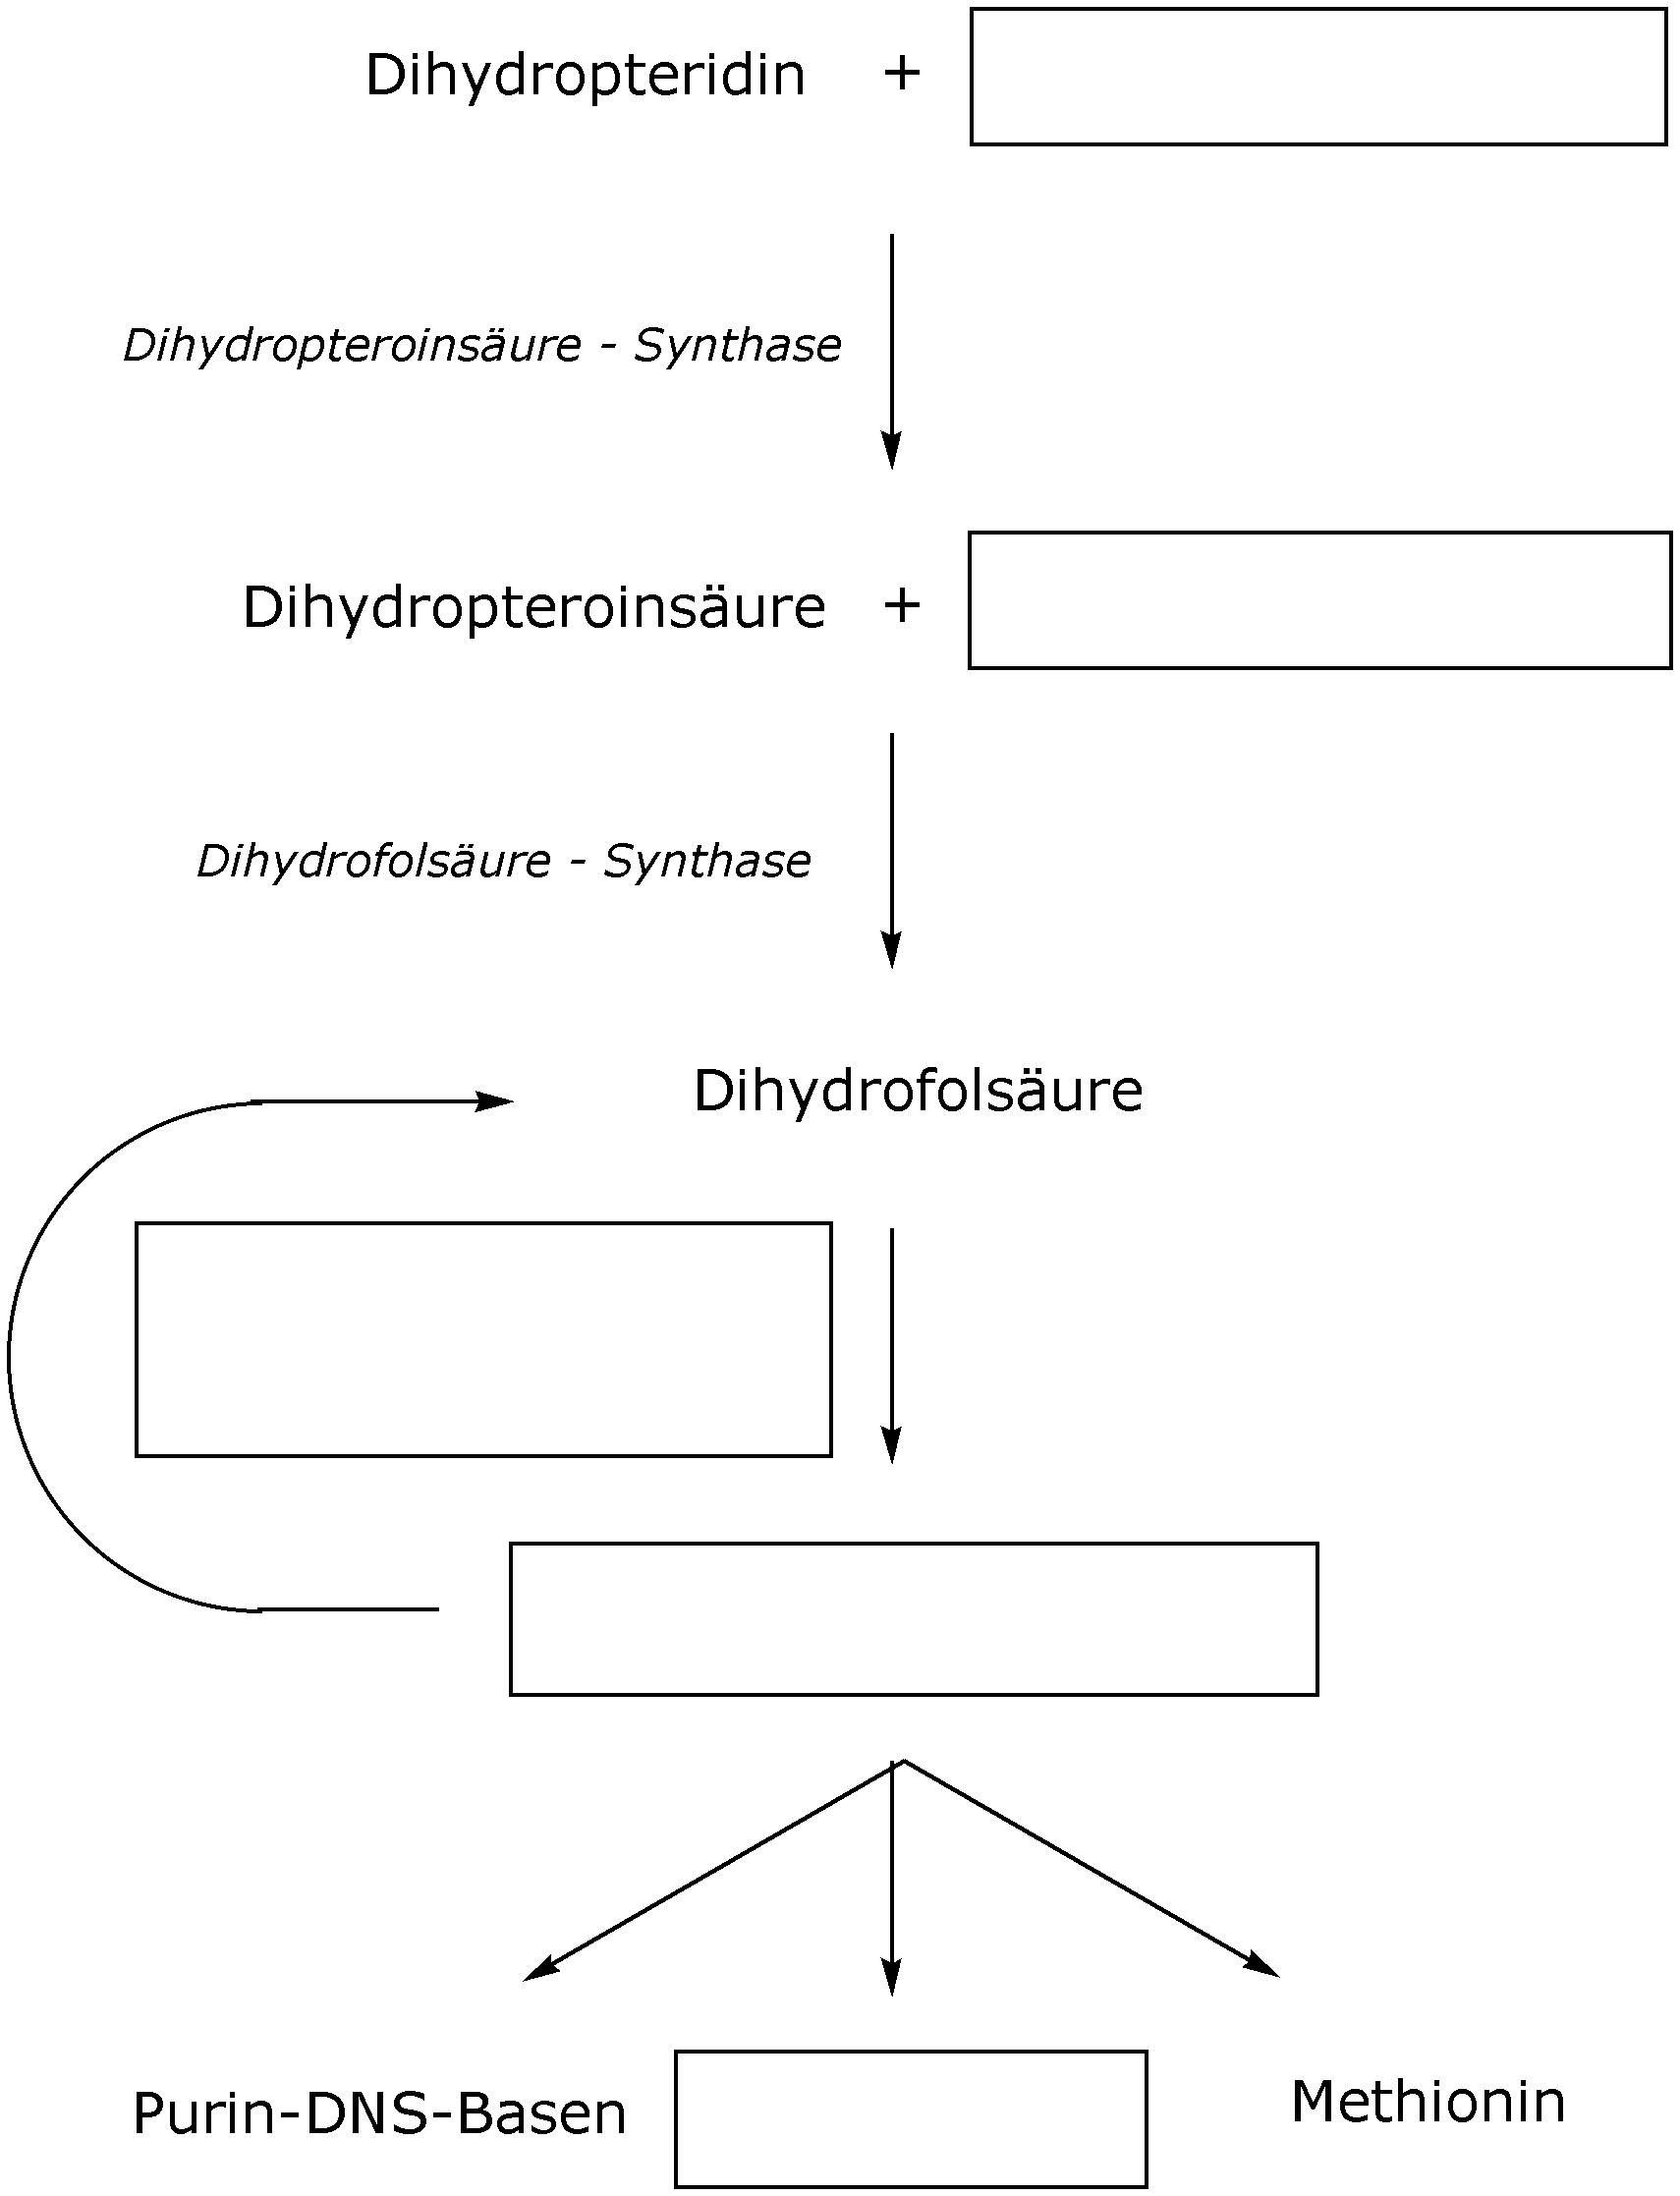 Dihydropteridin +
Dihydropteroinsäure - Synthase
Dihydropteroinsäure +
Dihydrofolsäure - Synthase
Dihydrofolsäure
Purin-DNS-Basen
Methionin